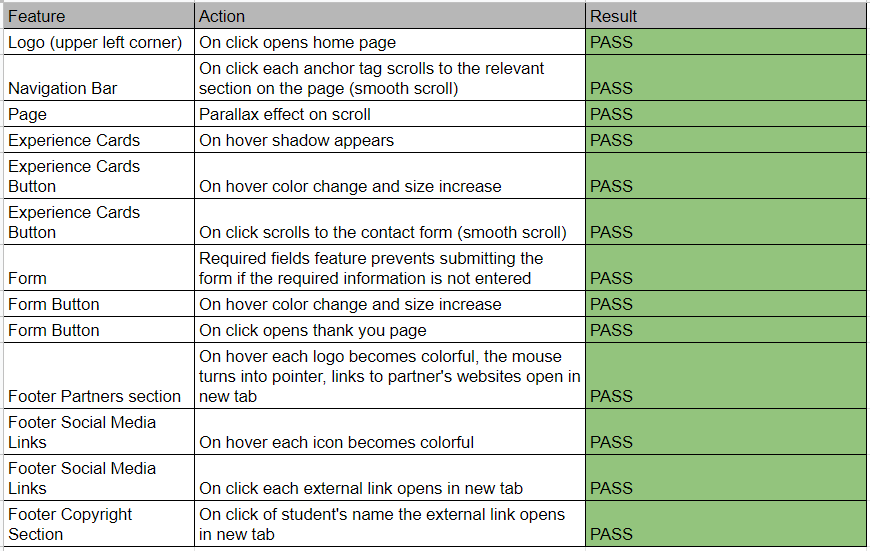 Feature Action Result
Logo (upper left corner) On click opens home page PASS
On click each anchor tag scrolls to the relevant
Navigation Bar section on the page (smooth scroll) PASS
Page Parallax effect on scroll PASS
Experience Cards On hover shadow appears PASS
Experience Cards
Button On hover color change and size increase PASS
Experience Cards
Button On click scrolls to the contact form (smooth scroll) PASS
Required fields feature prevents submitting the
Form form if the required information is not entered PASS
Form Button On hover color change and size increase PASS
Form Button On click opens thank you page PASS
On hover each logo becomes colorful, the mouse
turns into pointer, links to partner's websites open in
Footer Partners section new tab PASS
Footer Social Media
Links On hover each icon becomes colorful PASS
Footer Social Media
Links On click each external link opens in new tab PASS
Footer Copyright On click of student's name the external link opens
Section in new tab PASS